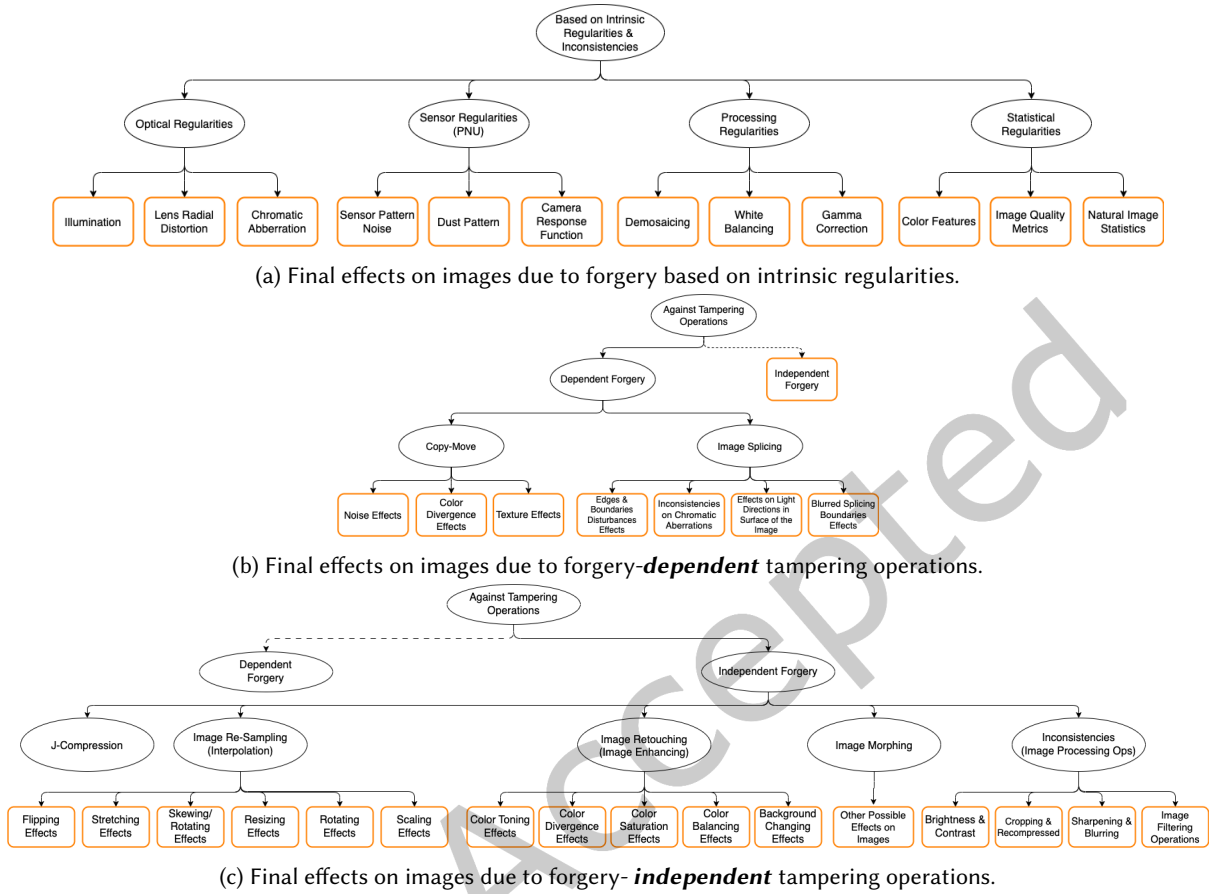 Based on Intrinsic
Regularities &
Inconsistencies
Optical Regularities
Sensor Regularities
(PNU)
Processing
Regularities
Statistical
Regularities
Illumination
Lens Radial
Distortion
Chromatic
Abberration
Sensor Pattern
Noise
Dust Pattern
Camera
Response
Function
Demosaicing
White
Balancing
Gamma
Correction
Color Features
Image Quality
Metrics
Natural Image
Statistics
(a) Final effects on images due to forgery based on intrinsic regularities.
Against Tampering
Operations
Dependent Forgery
Independent
Forgery
Copy-Move
Image Splicing
Noise Effects
Color
Divergence
Effects
Texture Effects
Edges &
Boundaries
Disturbances
Effects
Inconsistencies
on Chromatic
Aberrations
Effects on Light
Directions in
Surface of the
Image
Blurred Splicing
Boundaries
Effects
(b) Final effects on images due to forgery-dependent tampering operations.
Against Tampering
Operations
Dependent
Forgery
Independent Forgery
J-Compression
Image Re-Sampling
(Interpolation)
Image Retouching
(Image Enhancing)
Image Morphing
Inconsistencies
(Image Processing Ops)
Flipping
Effects
Stretching
Effects
Skewing/
Rotating
Effects
Resizing
Effects
Rotating
Effects
Scaling
Effects
Color Toning
Effects
Color
Divergence
Effects
Color
Saturation
Effects
Color
Balancing
Effects
Background
Changing
Effects
Other Possible
Effects on
Images
Brightness &
Contrast
Cropping &
Recompressed
Sharpening &
Blurring
Image
Filtering
Operations
(c) Final effects on images due to forgery- independent tampering operations.
Accepted